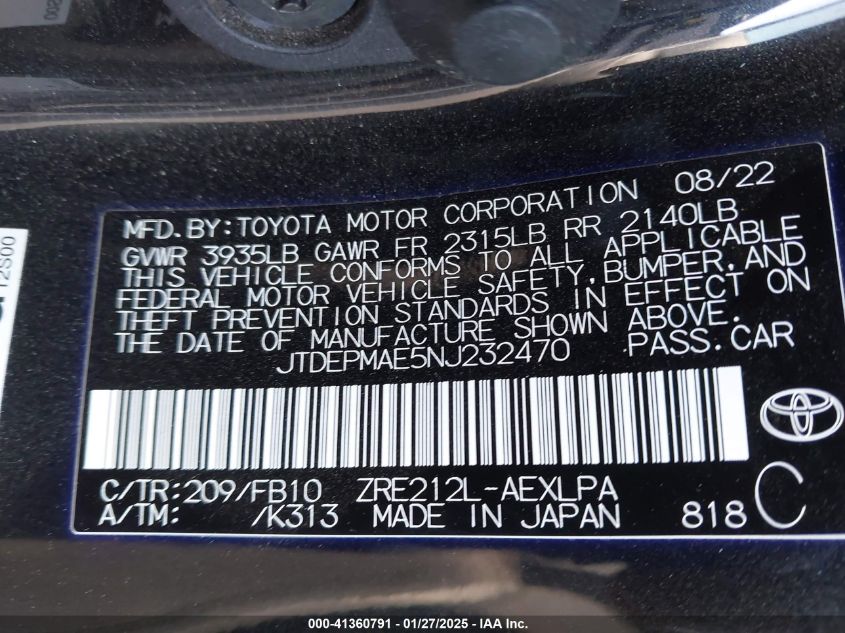 MFD. BY: TOYOTA MOTOR CORPORATION 08/22
GVWR 3935LB GAWR FR 2315LB RR 2140LB
THIS VEHICLE CONFORMS TO ALL APPLICABLE
FEDERAL MOTOR VEHICLE SAFETY, BUMPER, AND
THEFT PREVENTION STANDARDS IN EFFECT ON
THE DATE OF MANUFACTURE SHOWN ABOVE.
JTDEPMAE5NJ232470 PASS. CAR
C/TR: 209/FB10 ZRE212L-AEXLPA
A/TM: /K313 MADE IN JAPAN 818 C
12S00
000-41360791 | 01/27/2025 | IAA Inc.